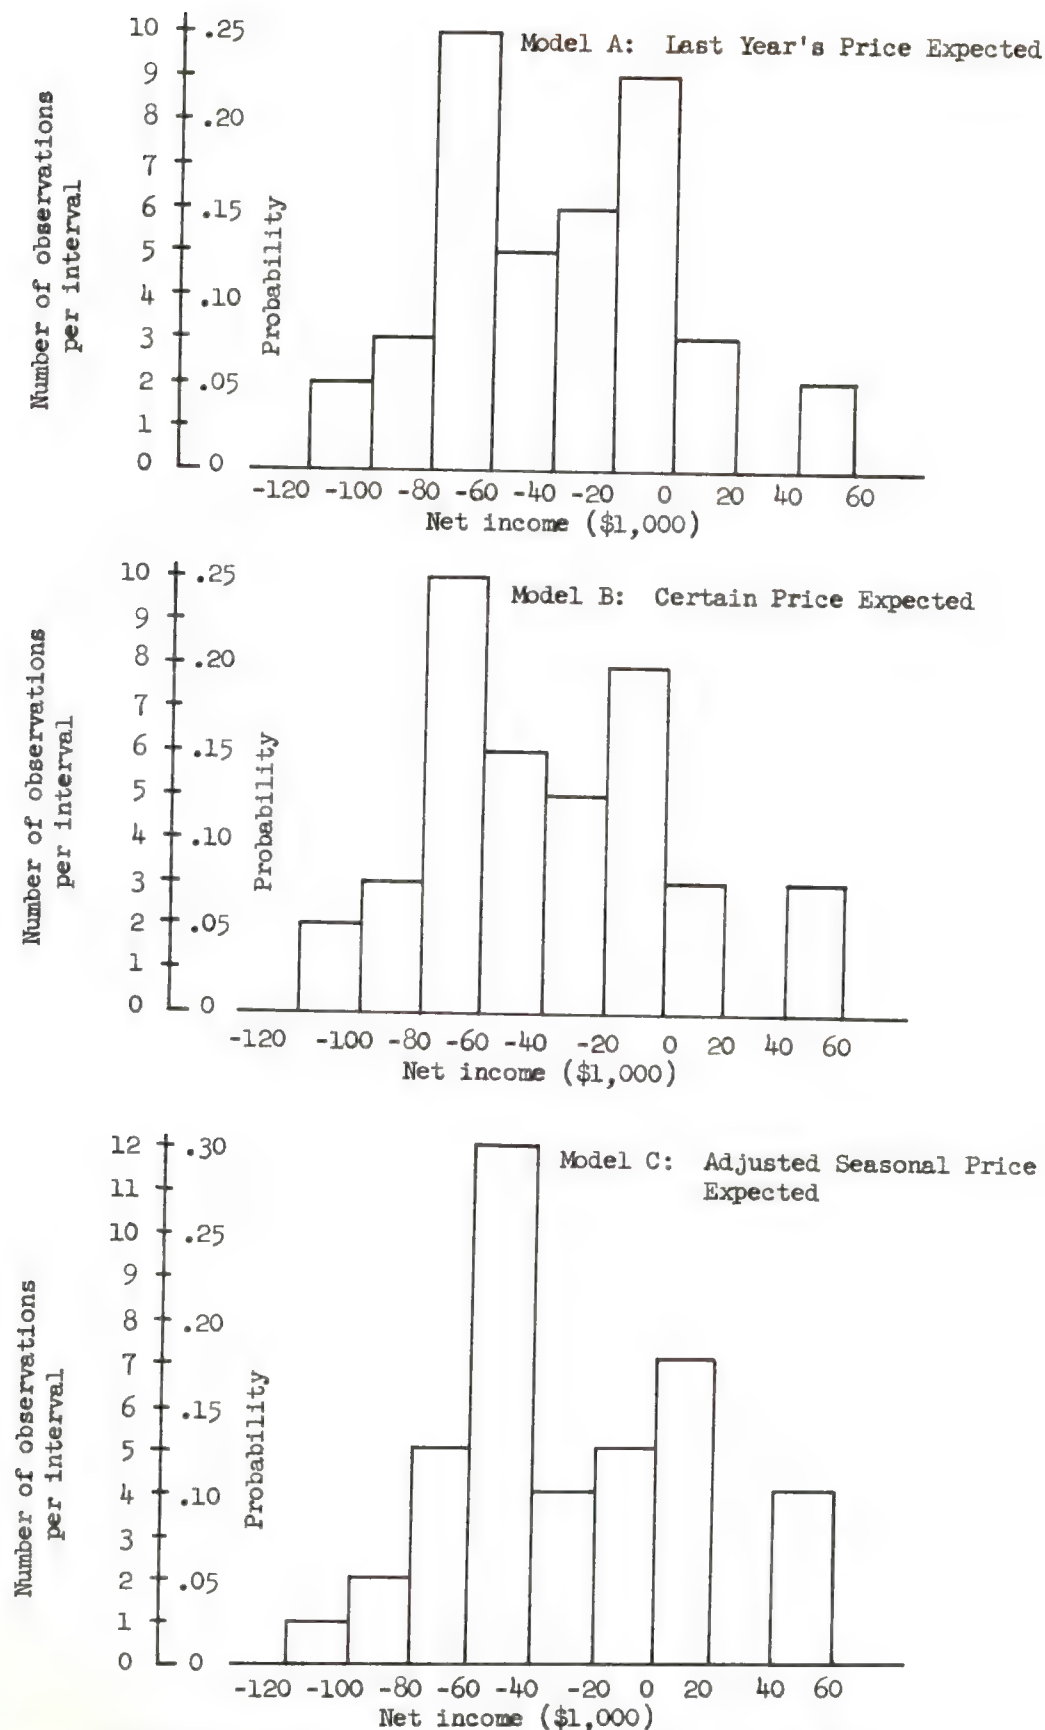 Model A: Last Year's Price Expected
Number of observations
per interval
10
9
8
7
6
5
4
3
2
1
0
.25
.20
.15
.10
.05
0
Probability
-120 -100 -80 -60 -40 -20 0 20 40 60
Net income ($1,000)
Model B: Certain Price Expected
Number of observations
per interval
10
9
8
7
6
5
4
3
2
1
0
.25
.20
.15
.10
.05
0
Probability
-120 -100 -80 -60 -40 -20 0 20 40 60
Net income ($1,000)
Model C: Adjusted Seasonal Price
Expected
Number of observations
per interval
12
11
10
9
8
7
6
5
4
3
2
1
0
.30
.25
.20
.15
.10
.05
0
Probability
-120 -100 -80 -60 -40 -20 0 20 40 60
Net income ($1,000)